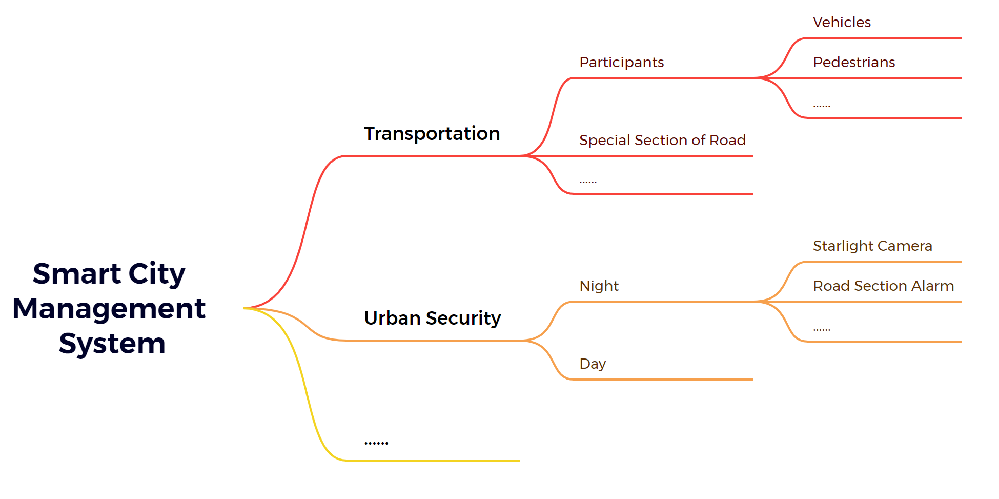 Smart City
Management
System
Transportation
Participants
Vehicles
Pedestrians
......
Special Section of Road
......
Urban Security
Night
Starlight Camera
Road Section Alarm
......
Day
......